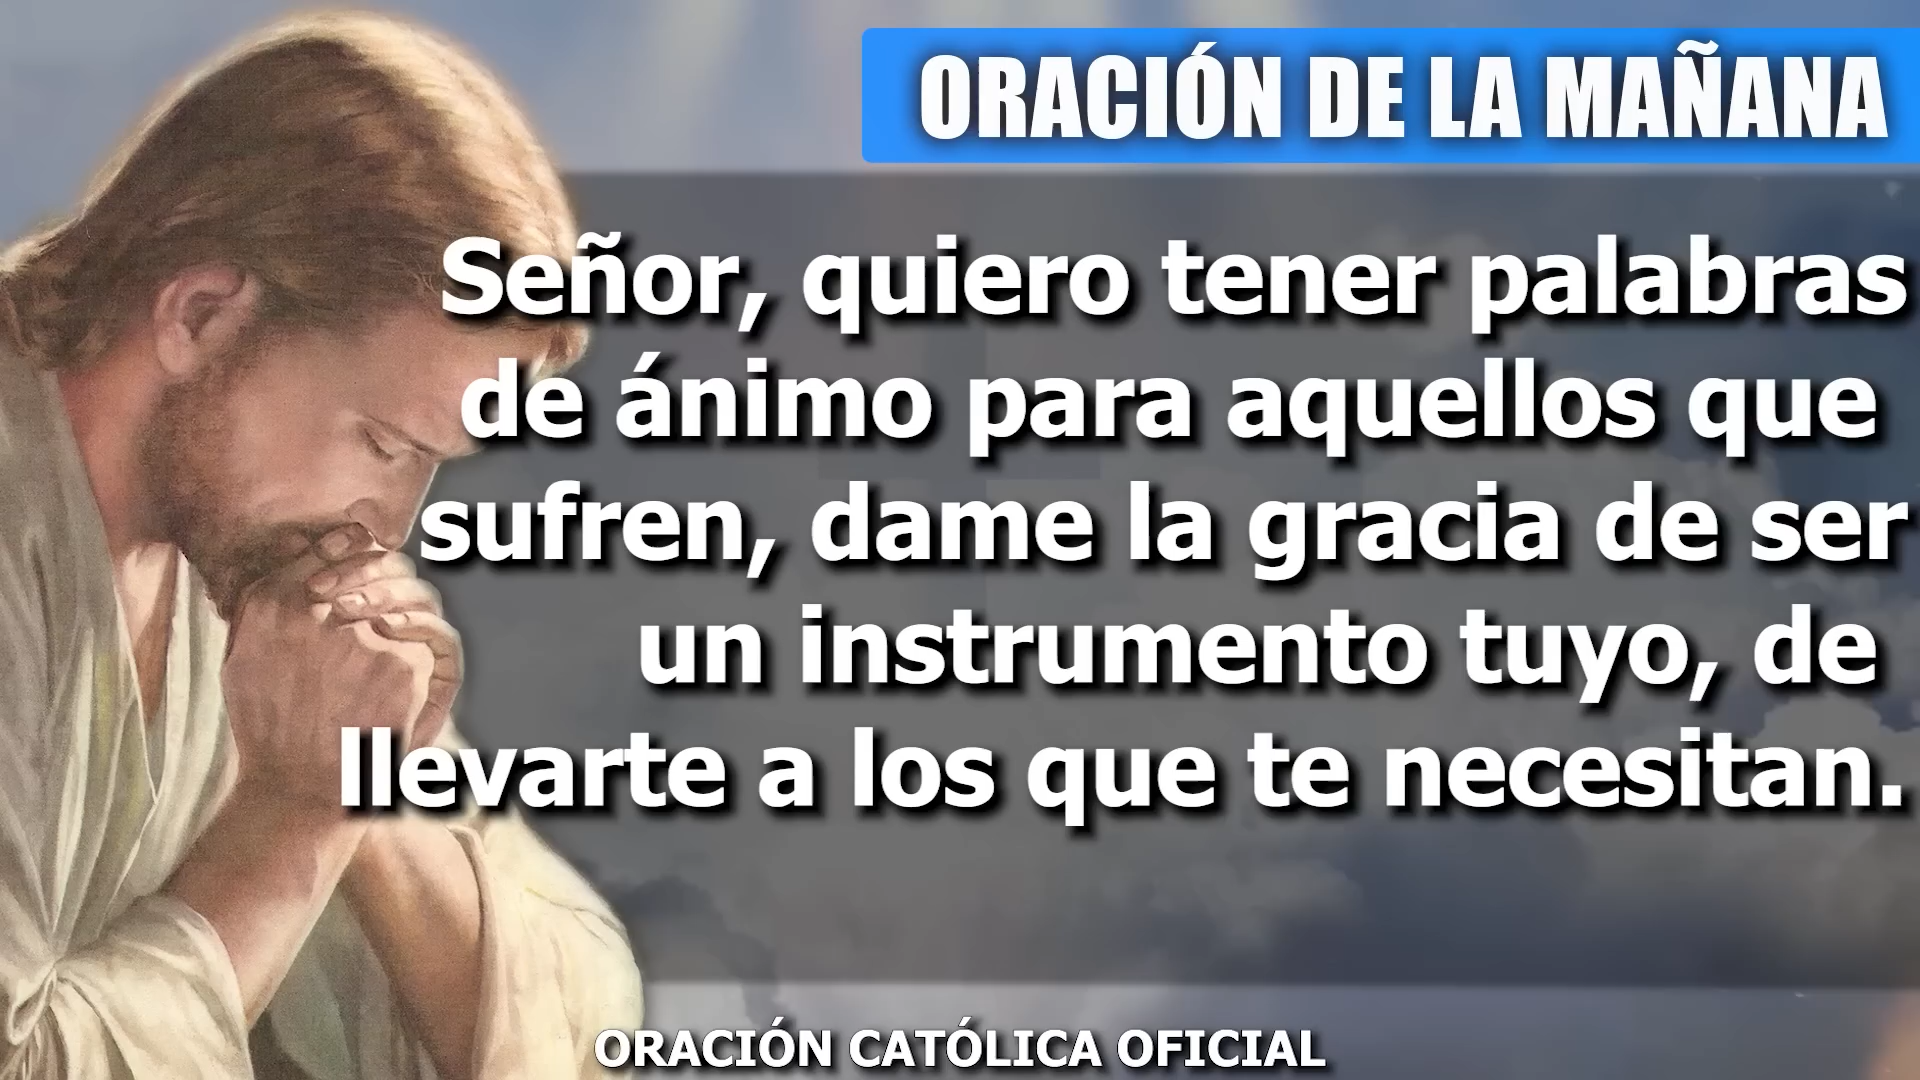 ORACIÓN DE LA MAÑANA
Señor, quiero tener palabras
de ánimo para aquellos que
sufren, dame la gracia de ser
un instrumento tuyo, de
llevarte a los que te necesitan.
ORACIÓN CATÓLICA OFICIAL